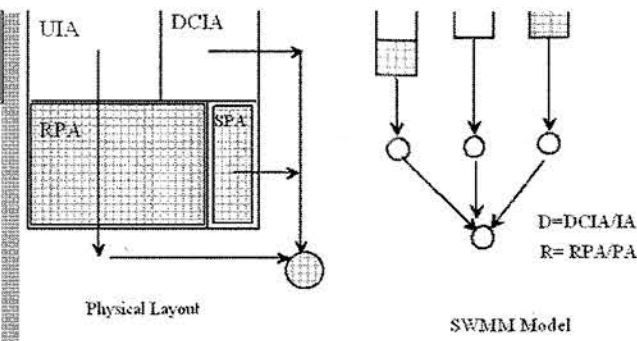 UIA
DCIA
RPA
SPA
Physical Layout
D=DCIA/IA
R= RPA/PA
SWMM Model